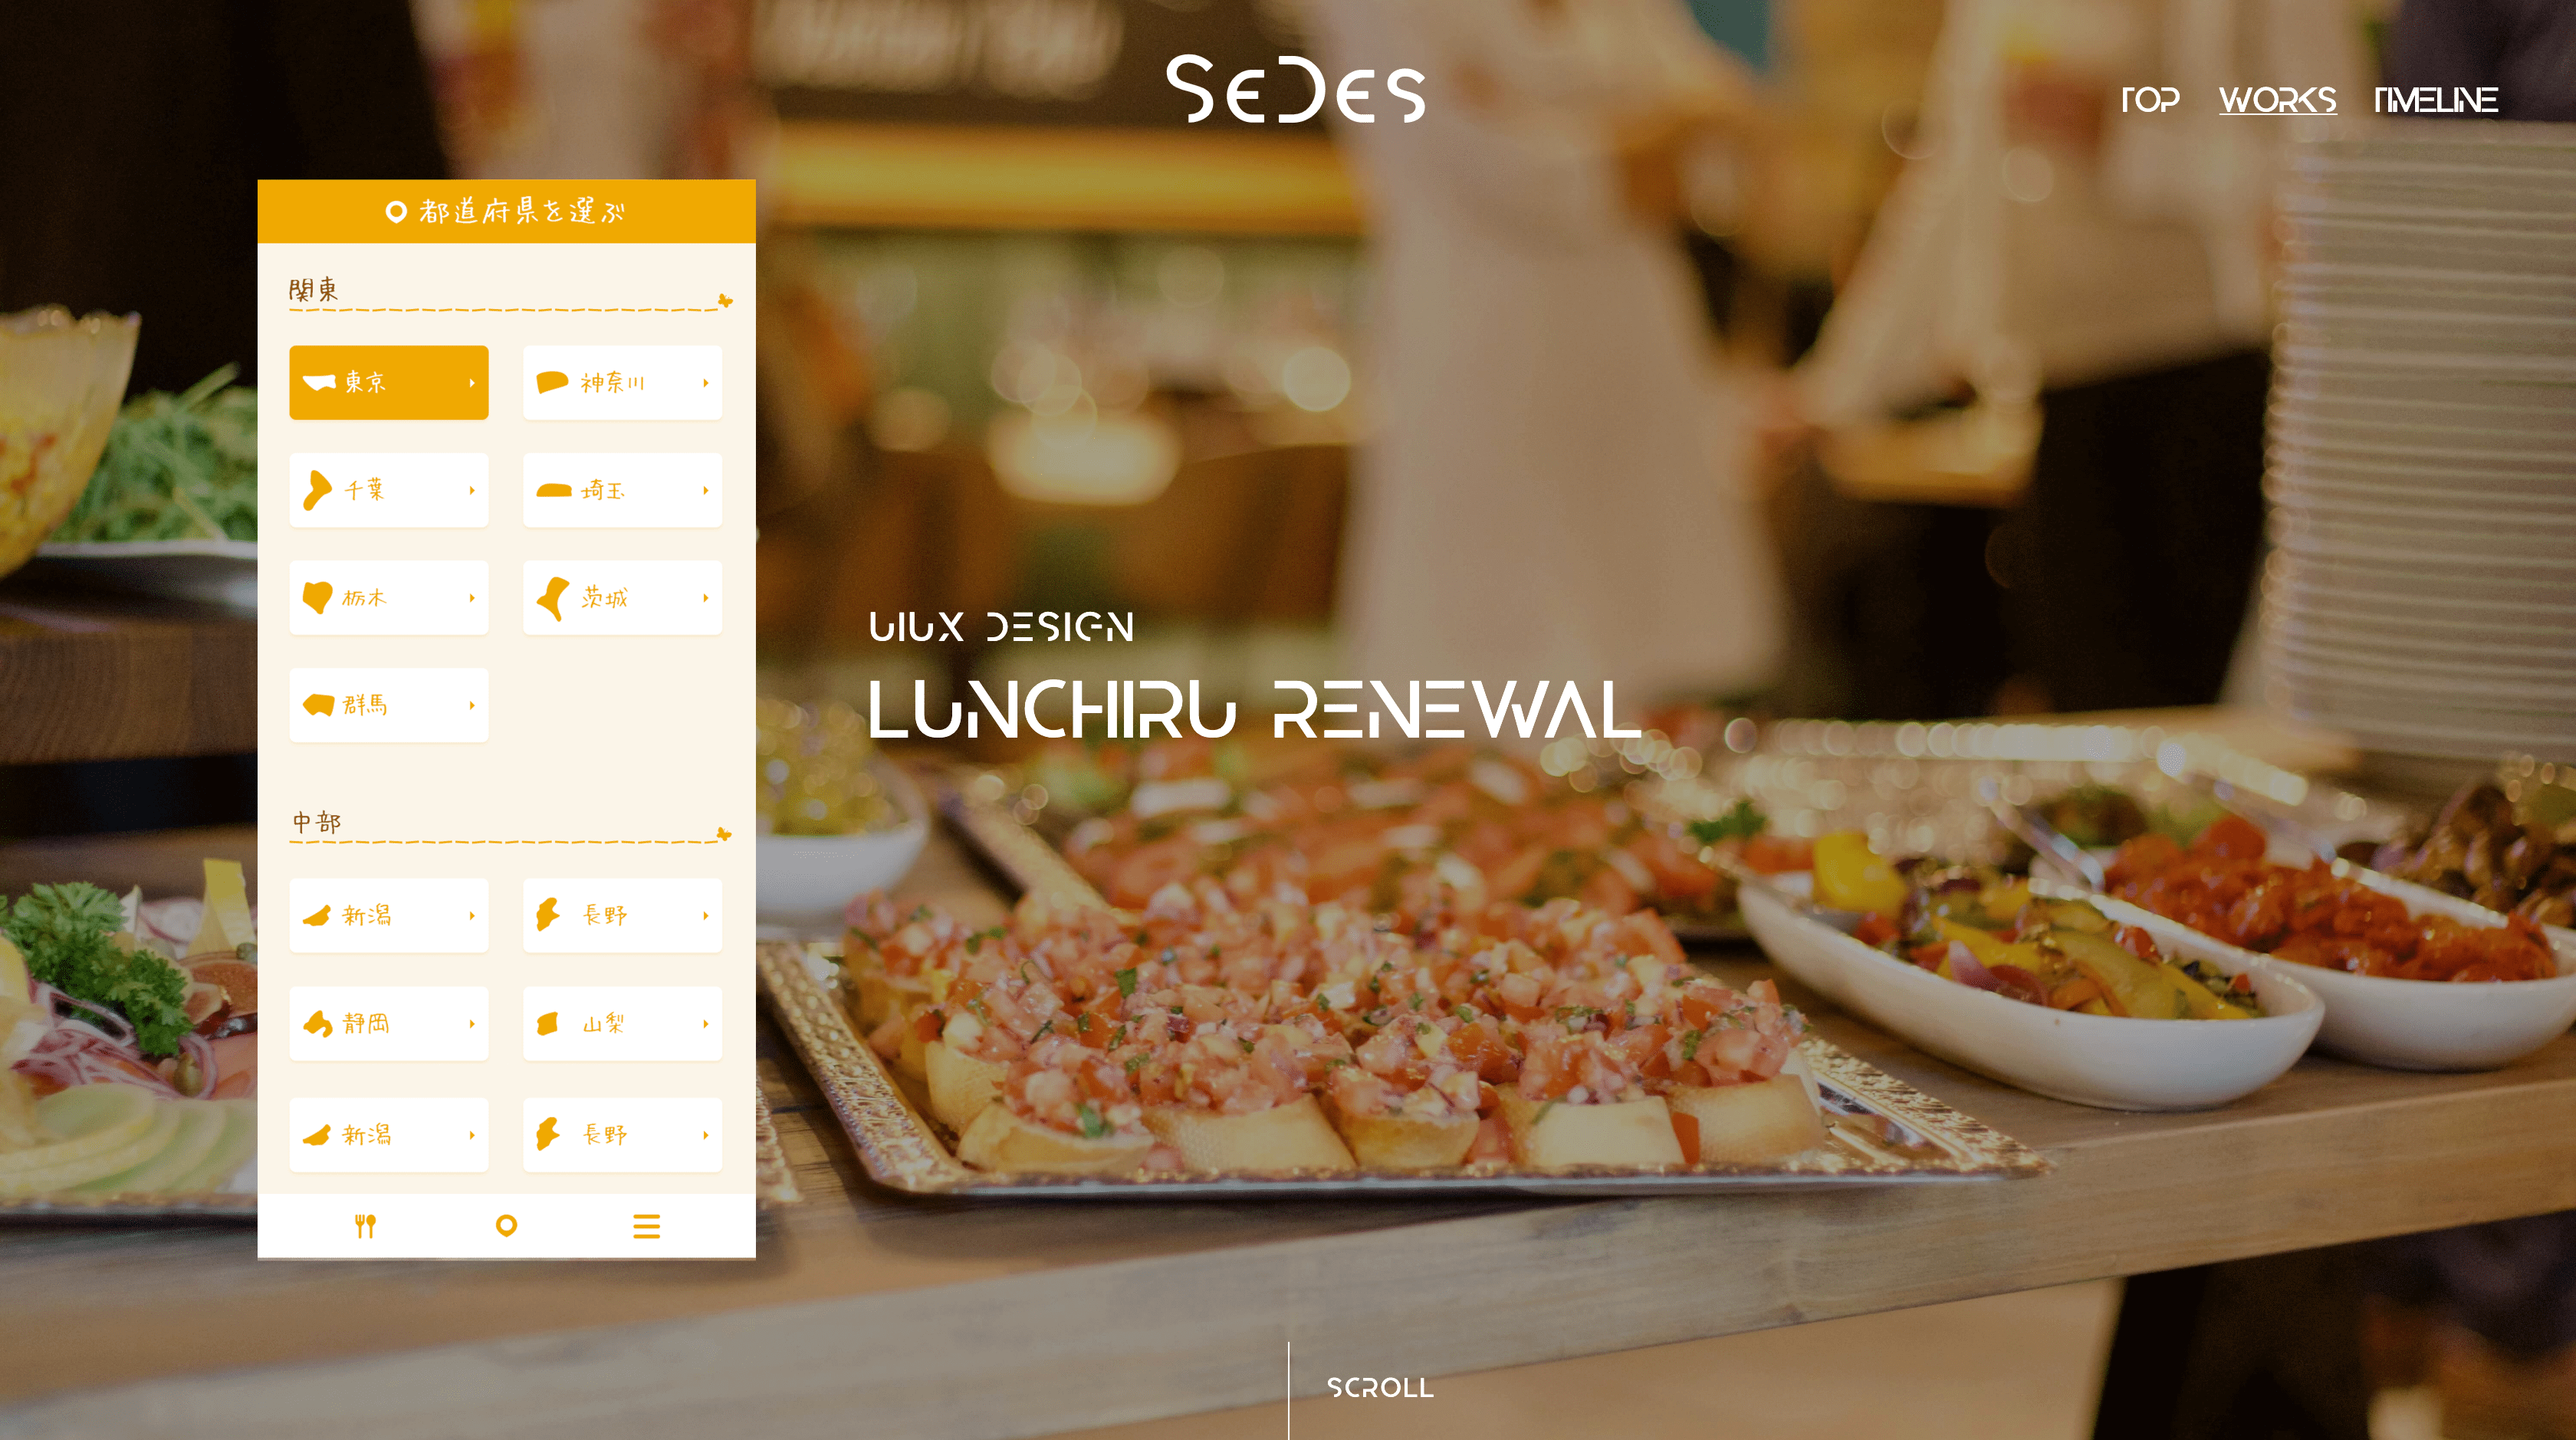 SEDES
TOP WORKS TIMELINE
都道府県を選ぶ
関東
東京
神奈川
千葉
埼玉
栃木
茨城
群馬
中部
新潟
長野
静岡
山梨
新潟
長野
UIUX DESIGN
LUNCHIRU RENEWAL
SCROLL